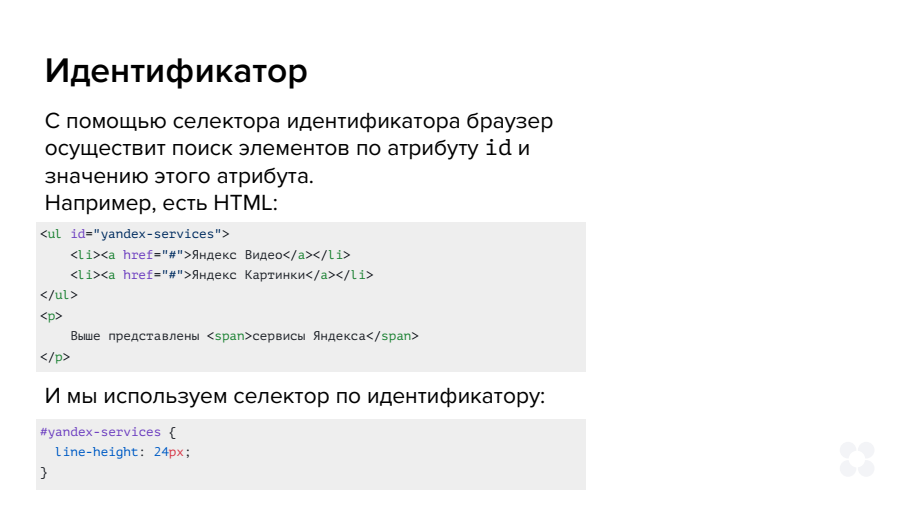 Идентификатор
С помощью селектора идентификатора браузер
осуществит поиск элементов по атрибуту id и
значению этого атрибута.
Например, есть HTML:
<ul id="yandex-services">
    <li><a href="#">Яндекс Видео</a></li>
    <li><a href="#">Яндекс Картинки</a></li>
</ul>
<p>
    Выше представлены <span>сервисы Яндекса</span>
</p>
И мы используем селектор по идентификатору:
#yandex-services {
  line-height: 24px;
}